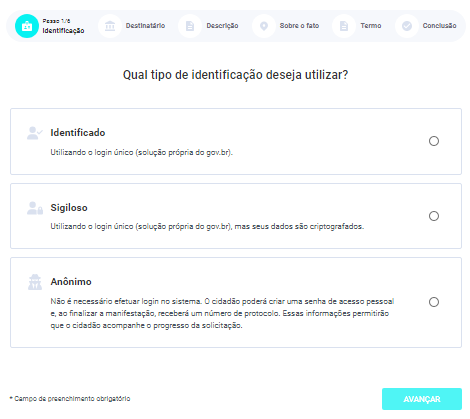 Passo 1/6
Identificação
Destinatário
Descrição
Sobre o fato
Termo
Conclusão
Qual tipo de identificação deseja utilizar?
Identificado
Utilizando o login único (solução própria do gov.br).
Sigiloso
Utilizando o login único (solução própria do gov.br), mas seus dados são criptografados.
Anônimo
Não é necessário efetuar login no sistema. O cidadão poderá criar uma senha de acesso pessoal
e, ao finalizar a manifestação, receberá um número de protocolo. Essas informações permitirão
que o cidadão acompanhe o progresso da solicitação.
* Campo de preenchimento obrigatório
AVANÇAR